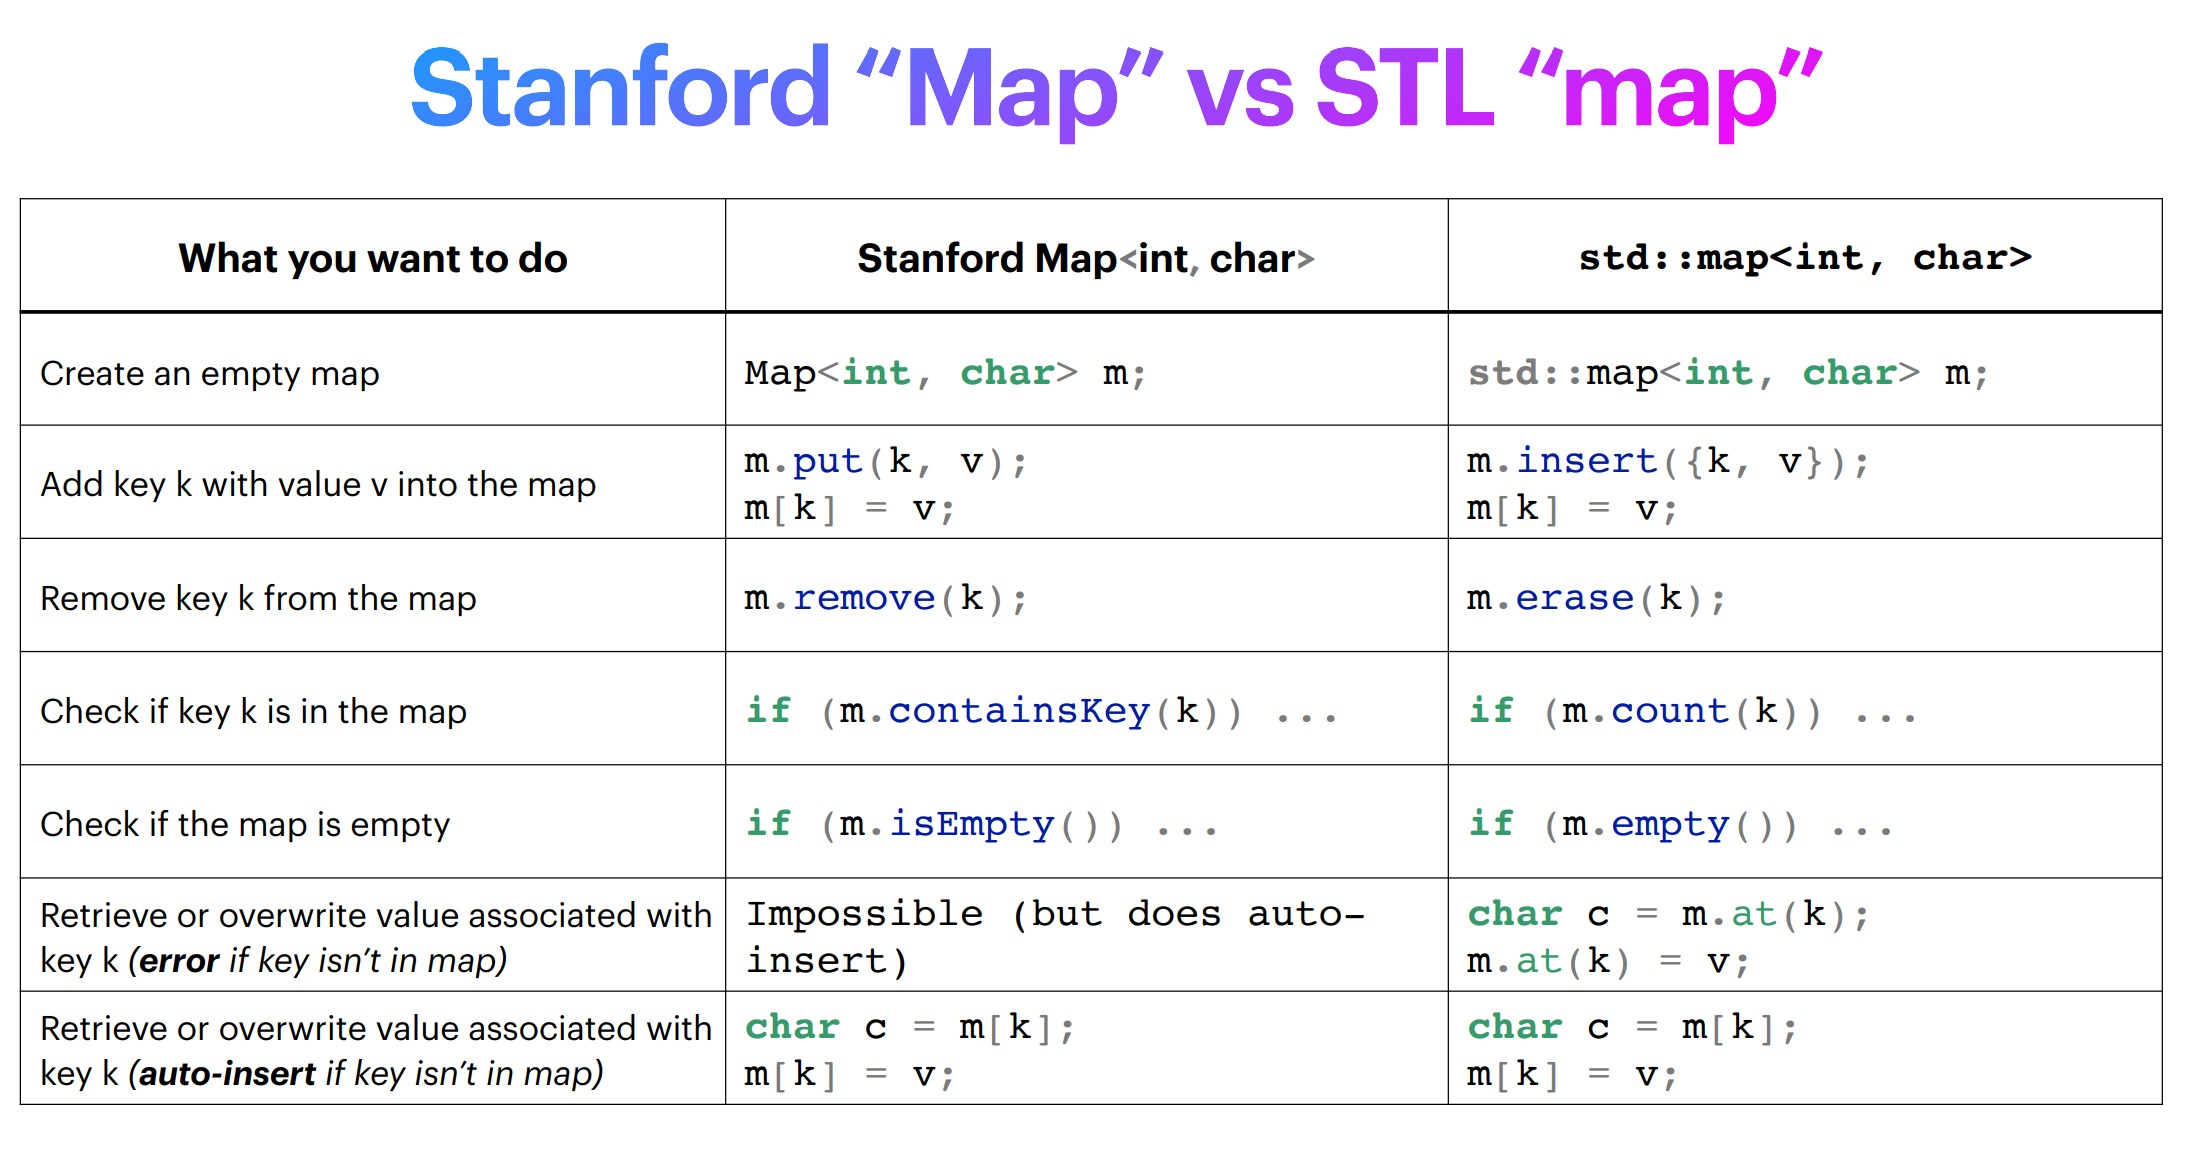 Stanford “Map” vs STL “map”
What you want to do
Stanford Map<int, char>
std::map<int, char>
Create an empty map
Map<int, char> m;
std::map<int, char> m;
Add key k with value v into the map
m.put(k, v);
m[k] = v;
m.insert({k, v});
m[k] = v;
Remove key k from the map
m.remove(k);
m.erase(k);
Check if key k is in the map
if (m.containsKey(k)) ...
if (m.count(k)) ...
Check if the map is empty
if (m.isEmpty()) ...
if (m.empty()) ...
Retrieve or overwrite value associated with
key k (error if key isn’t in map)
Impossible (but does auto-
insert)
char c = m.at(k);
m.at(k) = v;
Retrieve or overwrite value associated with
key k (auto-insert if key isn’t in map)
char c = m[k];
m[k] = v;
char c = m[k];
m[k] = v;